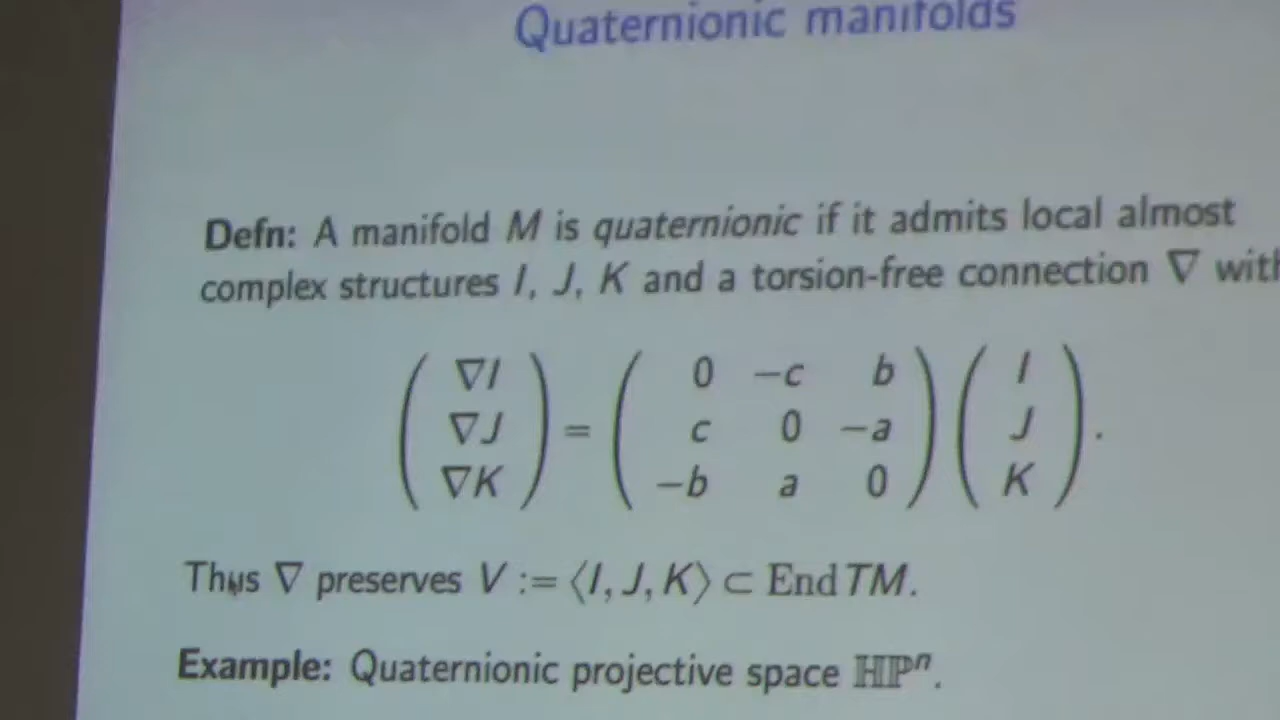 Quaternionic manifolds
Defn: A manifold M is quaternionic if it admits local almost
complex structures I, J, K and a torsion-free connection ∇ with
( ∇I ) ( 0 −c b ) ( I )
( ∇J ) = ( c 0 −a ) ( J ) .
( ∇K ) ( −b a 0 ) ( K )
Thus ∇ preserves V := ⟨I, J, K⟩ ⊂ End TM.
Example: Quaternionic projective space ℍℙⁿ.